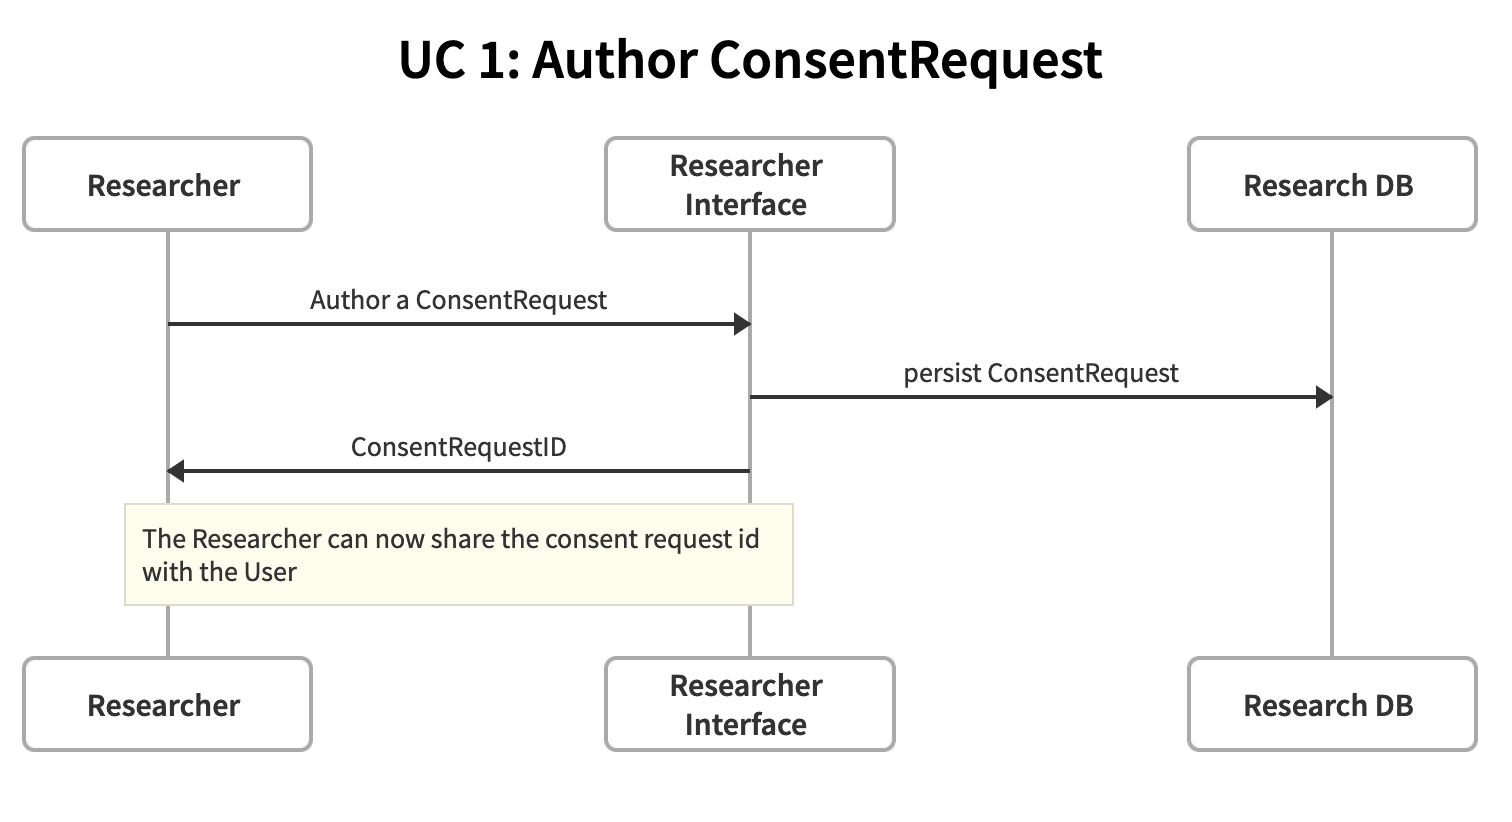 UC 1: Author ConsentRequest
Researcher
Researcher
Interface
Research DB
Author a ConsentRequest
persist ConsentRequest
ConsentRequestID
The Researcher can now share the consent request id
with the User
Researcher
Researcher
Interface
Research DB